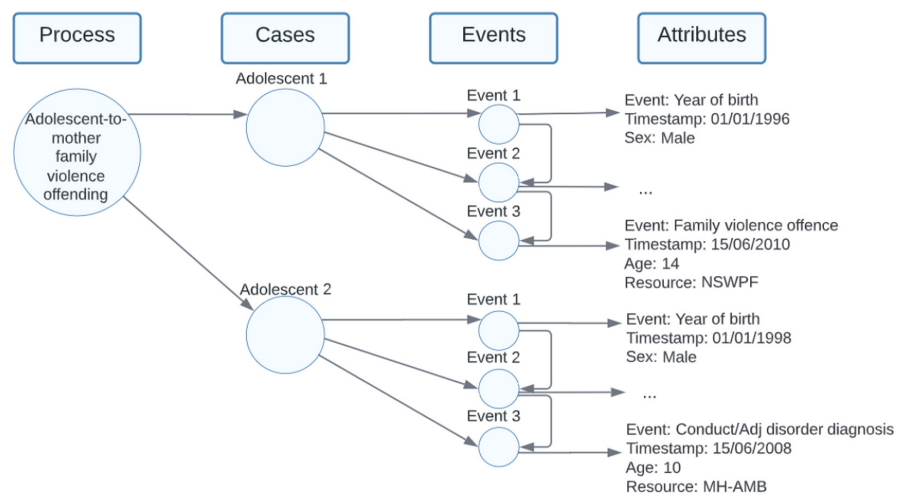 Process
Cases
Events
Attributes
Adolescent-to-
mother
family
violence
offending
Adolescent 1
Event 1
Event: Year of birth
Timestamp: 01/01/1996
Sex: Male
Event 2
...
Event 3
Event: Family violence offence
Timestamp: 15/06/2010
Age: 14
Resource: NSWPF
Adolescent 2
Event 1
Event: Year of birth
Timestamp: 01/01/1998
Sex: Male
Event 2
...
Event 3
Event: Conduct/Adj disorder diagnosis
Timestamp: 15/06/2008
Age: 10
Resource: MH-AMB